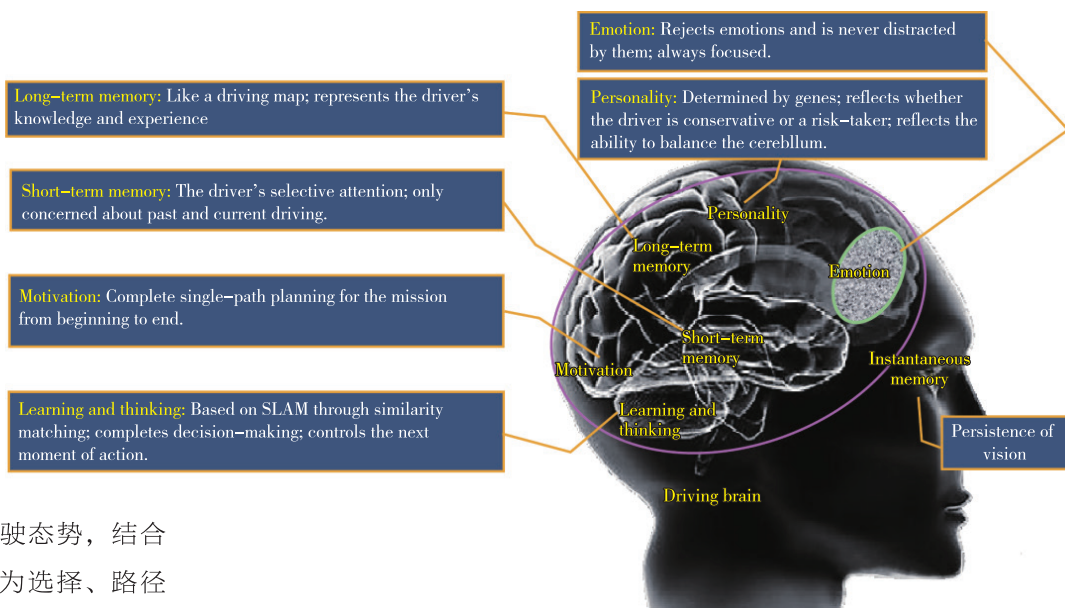 Emotion: Rejects emotions and is never distracted
by them; always focused.
Long-term memory: Like a driving map; represents the driver's
knowledge and experience
Personality: Determined by genes; reflects whether
the driver is conservative or a risk-taker; reflects the
ability to balance the cerebllum.
Short-term memory: The driver's selective attention; only
concerned about past and current driving.
Motivation: Complete single-path planning for the mission
from beginning to end.
Learning and thinking: Based on SLAM through similarity
matching; completes decision-making; controls the next
moment of action.
Personality
Long-term
memory
Emotion
Short-term
memory
Motivation
Instantaneous
memory
Learning and
thinking
Persistence of
vision
Driving brain
驶态势，结合
为选择、路径